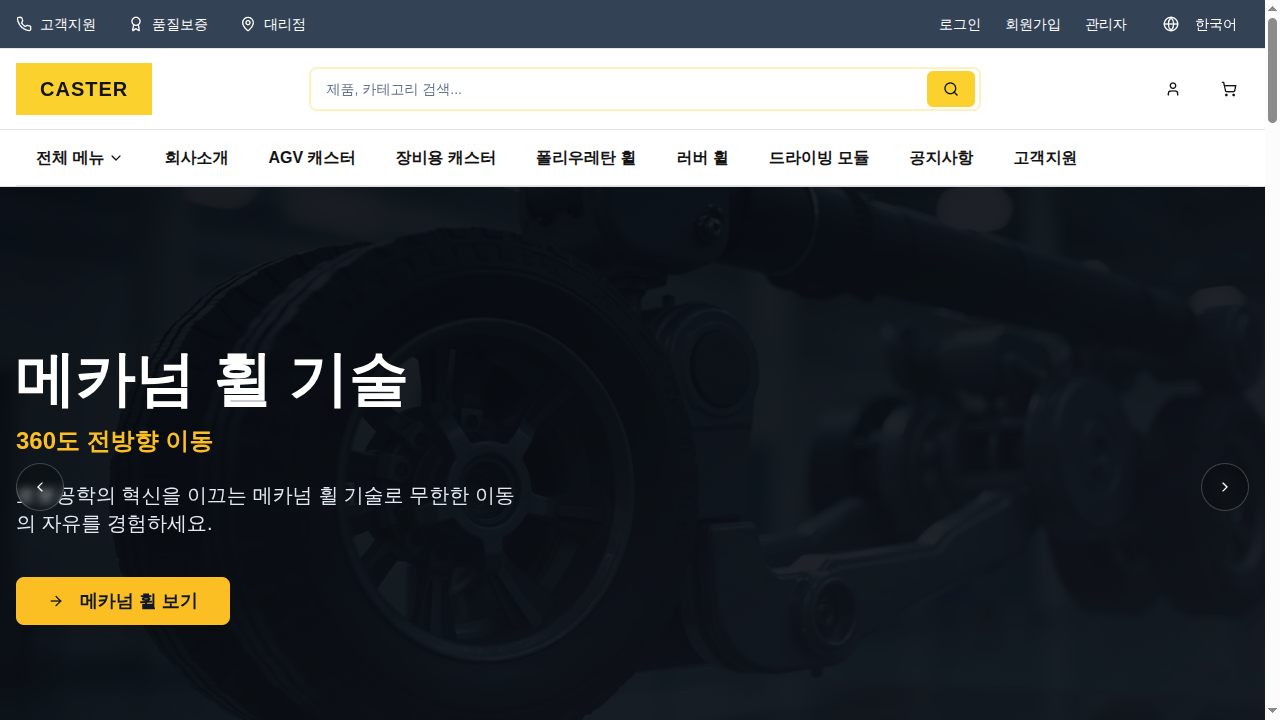 고객지원
품질보증
대리점
로그인
회원가입
관리자
한국어
CASTER
제품, 카테고리 검색...
전체 메뉴
회사소개
AGV 캐스터
장비용 캐스터
폴리우레탄 휠
러버 휠
드라이빙 모듈
공지사항
고객지원
메카넘 휠 기술
360도 전방향 이동
공학의 혁신을 이끄는 메카넘 휠 기술로 무한한 이동
의 자유를 경험하세요.
메카넘 휠 보기